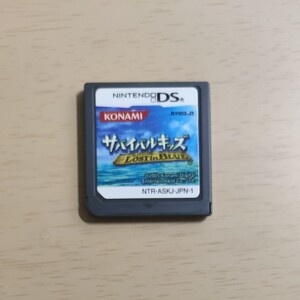 NINTENDO DS
KONAMI
サバイバルキッズ
LOST in BLUE
NTR-ASKJ-JPN-1